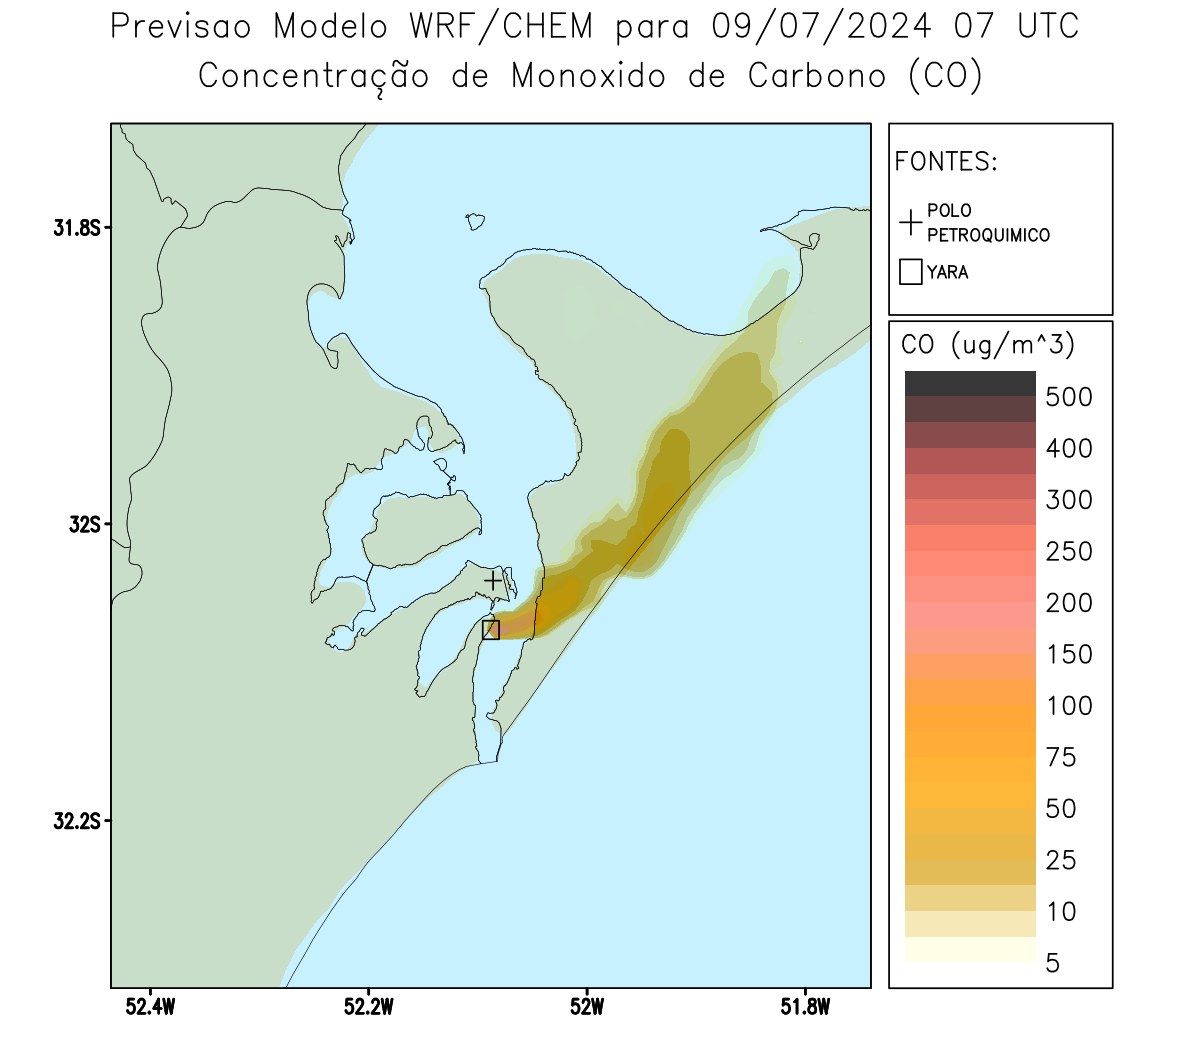 Previsao Modelo WRF/CHEM para 09/07/2024 07 UTC
Concentração de Monoxido de Carbono (CO)
FONTES:
POLO
PETROQUIMICO
YARA
CO (ug/m^3)
500
400
300
250
200
150
100
75
50
25
10
5
31.8S
32S
32.2S
52.4W
52.2W
52W
51.8W